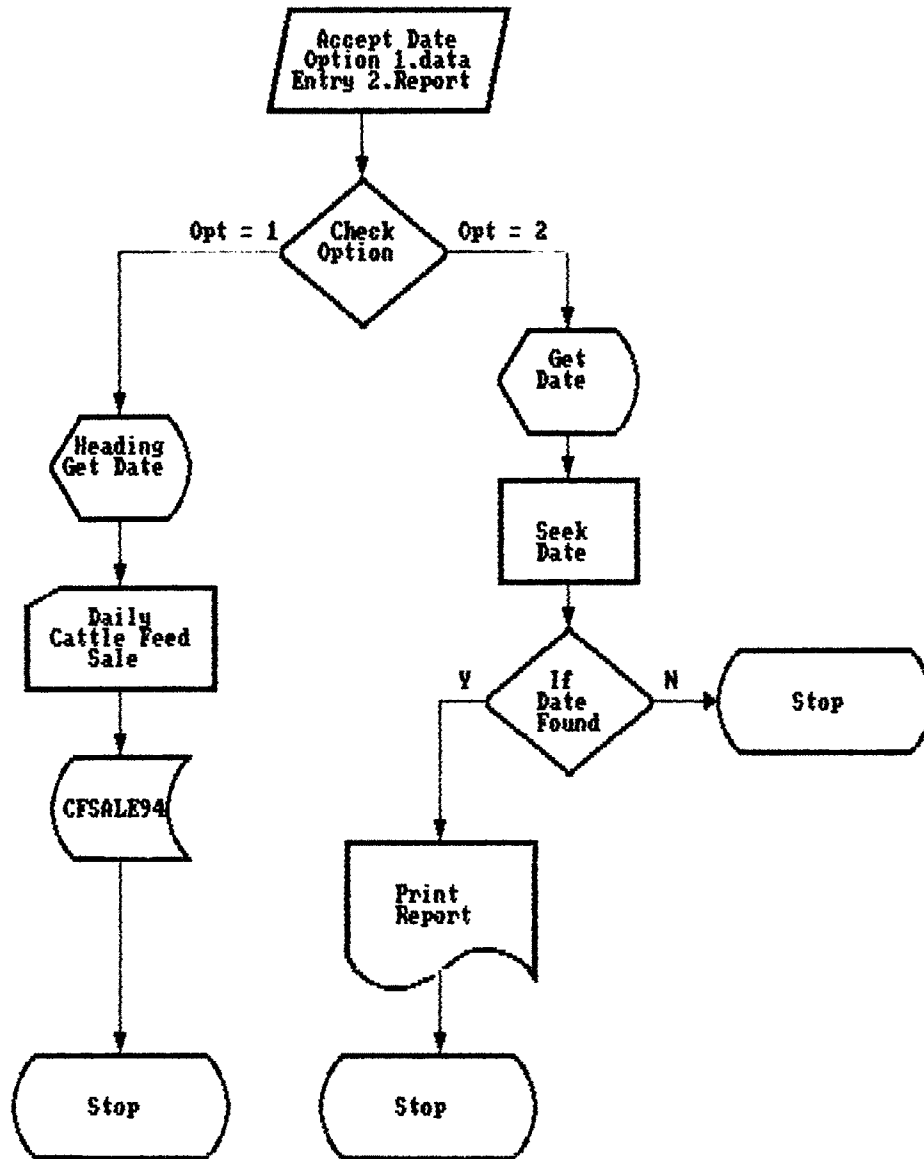 Accept Date
Option 1.data
Entry 2.Report
Opt = 1
Check
Option
Opt = 2
Get
Date
Heading
Get Date
Seek
Date
Daily
Cattle Feed
Sale
Y
If
Date
Found
N
Stop
CFSALE94
Print
Report
Stop
Stop